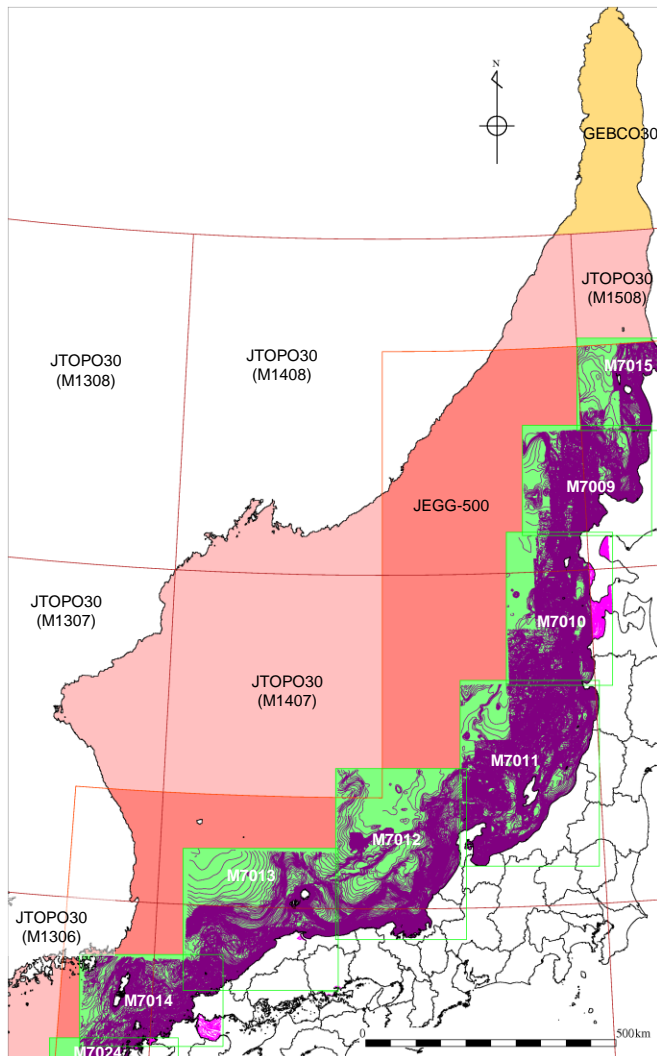 N
GEBCO30
JTOPO30
(M1508)
JTOPO30
(M1308)
JTOPO30
(M1408)
M7015
M7009
JEGG-500
JTOPO30
(M1307)
M7010
JTOPO30
(M1407)
M7011
M7012
M7013
JTOPO30
(M1306)
M7014
M7024
0
500km